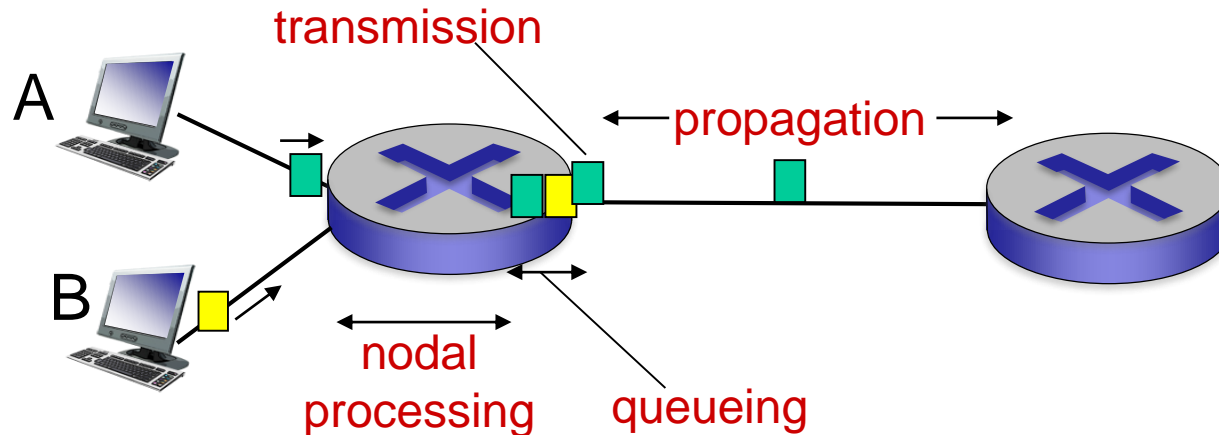 transmission
A
propagation
B
nodal
processing
queueing